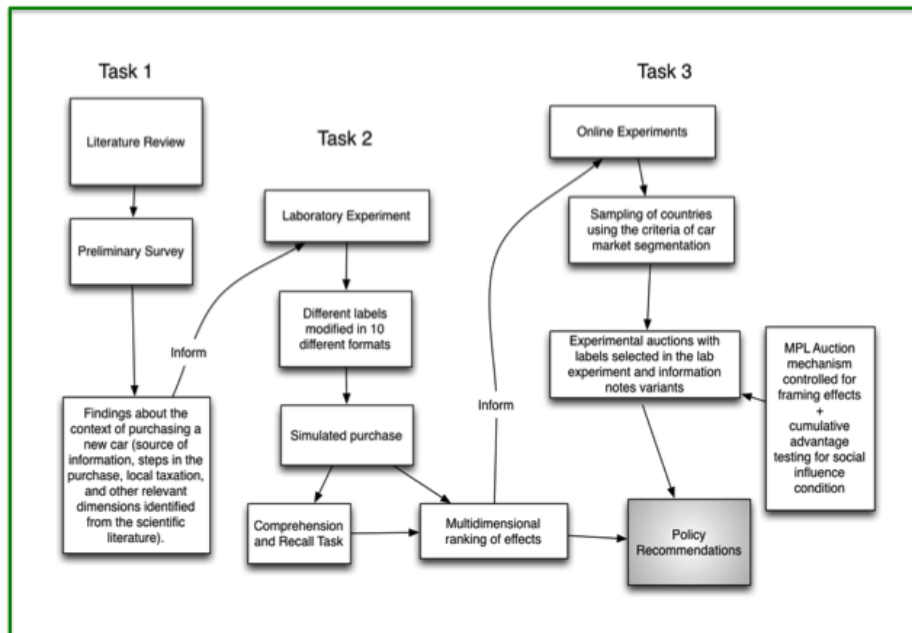 Task 1
Literature Review
Preliminary Survey
Inform
Findings about the
context of purchasing
a new car (source of
information, steps in the
purchase, local taxation,
and other relevant
dimensions identified
from the scientific
literature).
Task 2
Laboratory Experiment
Different labels
modified in 10
different formats
Simulated purchase
Comprehension
and Recall Task
Multidimensional
ranking of effects
Inform
Task 3
Online Experiments
Sampling of countries
using the criteria of car
market segmentation
Experimental auctions with
labels selected in the lab
experiment and information
notes variants
MPL Auction
mechanism
controlled for
framing effects
+
cumulative
advantage
testing for social
influence
condition
Policy
Recommendations